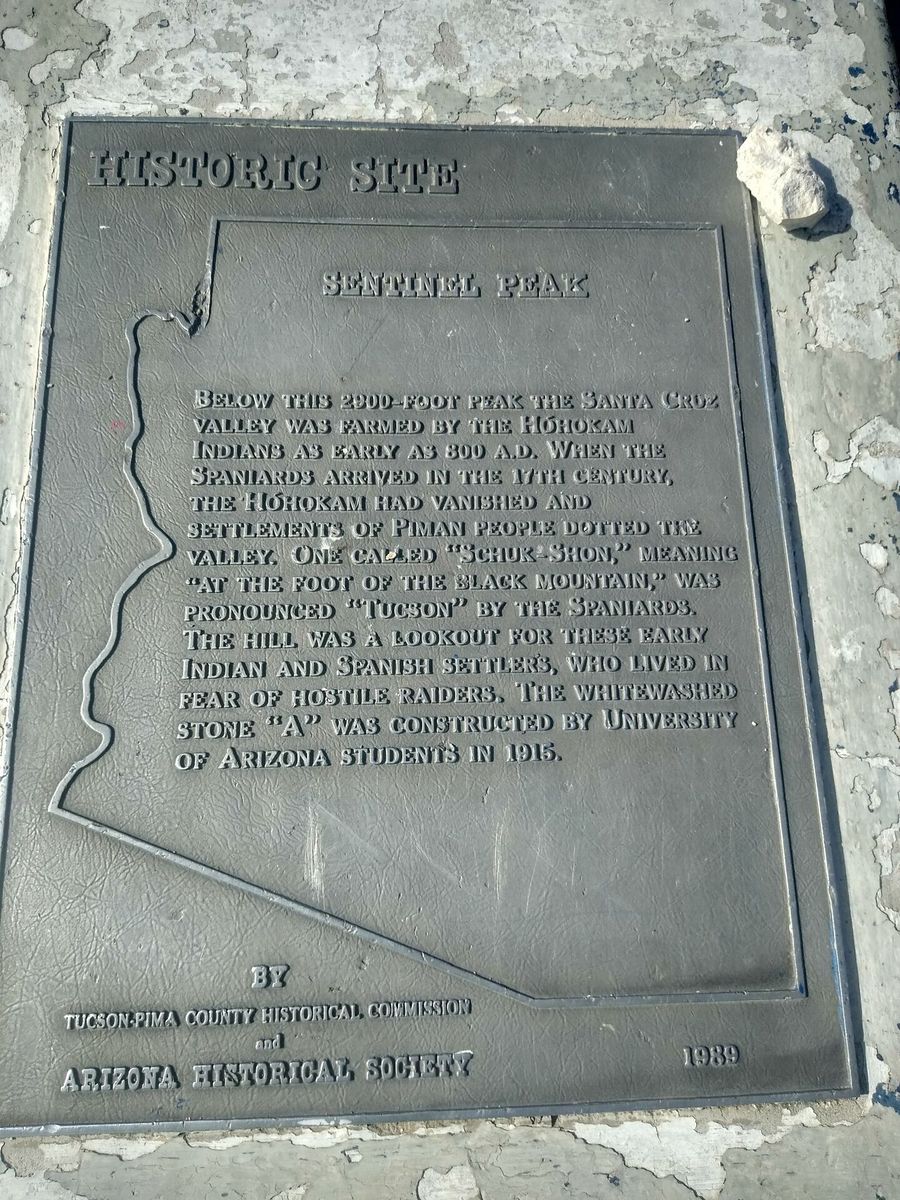 HISTORIC SITE
SENTINEL PEAK
BELOW THIS 2900-FOOT PEAK THE SANTA CRUZ
VALLEY WAS FARMED BY THE HÓHOKAM
INDIANS AS EARLY AS 800 A.D. WHEN THE
SPANIARDS ARRIVED IN THE 17TH CENTURY,
THE HÓHOKAM HAD VANISHED AND
SETTLEMENTS OF PIMAN PEOPLE DOTTED THE
VALLEY. ONE CALLED "SCHUK-SHON," MEANING
"AT THE FOOT OF THE BLACK MOUNTAIN," WAS
PRONOUNCED "TUCSON" BY THE SPANIARDS.
THE HILL WAS A LOOKOUT FOR THESE EARLY
INDIAN AND SPANISH SETTLERS, WHO LIVED IN
FEAR OF HOSTILE RAIDERS. THE WHITEWASHED
STONE "A" WAS CONSTRUCTED BY UNIVERSITY
OF ARIZONA STUDENTS IN 1915.
BY
TUCSON-PIMA COUNTY HISTORICAL COMMISSION
and
ARIZONA HISTORICAL SOCIETY
1989